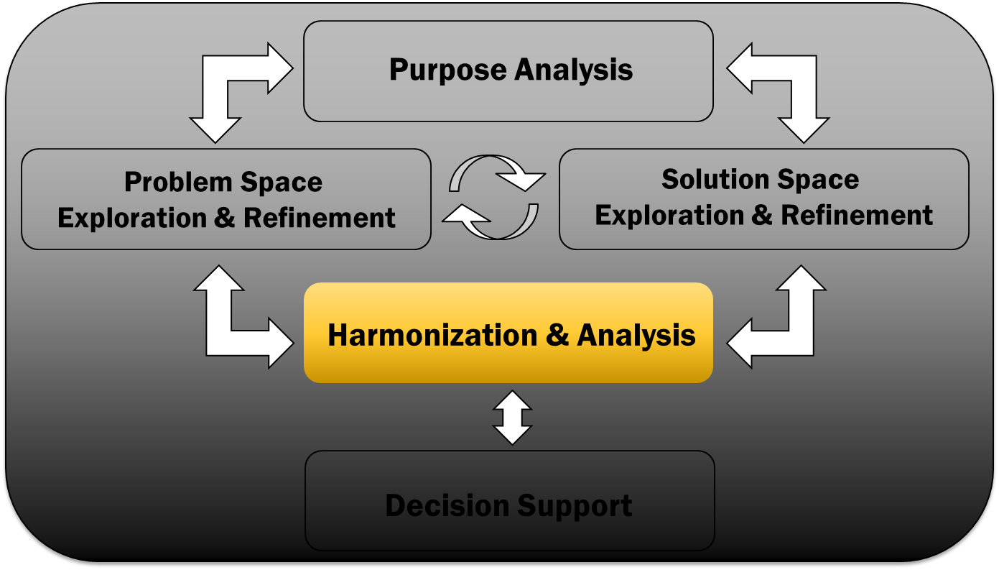 Purpose Analysis
Problem Space
Exploration & Refinement
Solution Space
Exploration & Refinement
Harmonization & Analysis
Decision Support